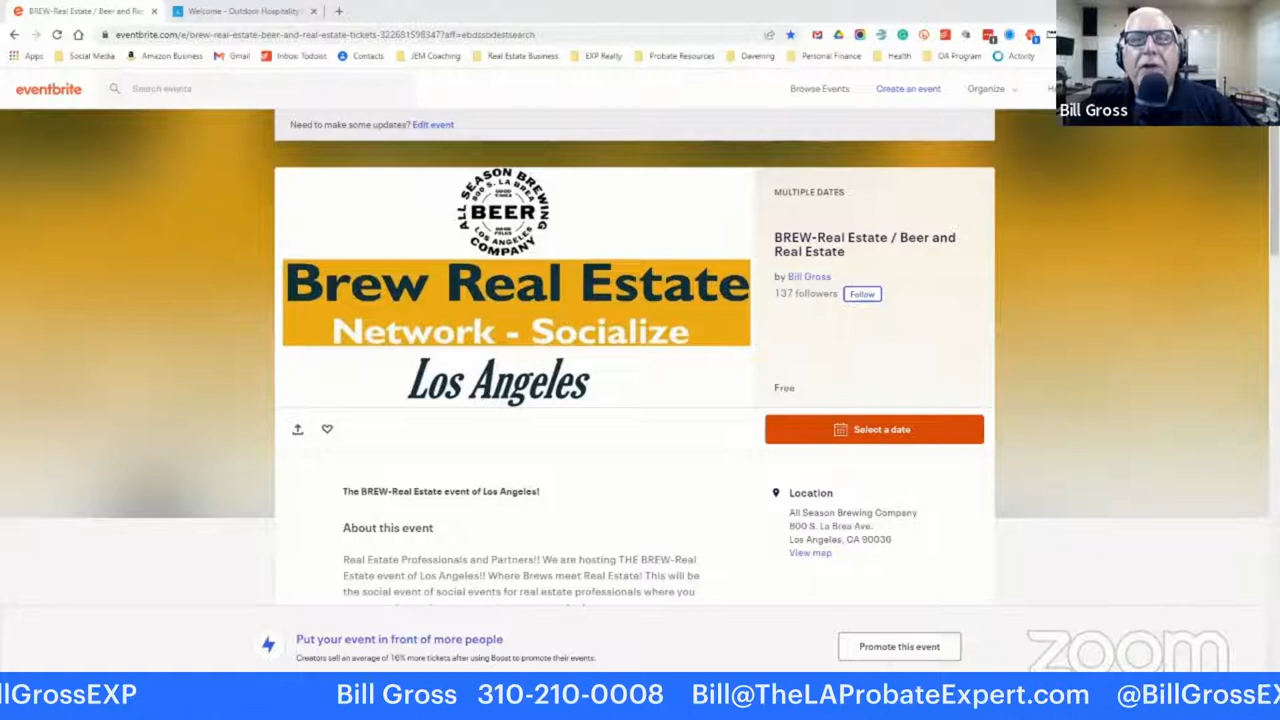 BREW-Real Estate / Beer and Re
Welcome - Outdoor Hospitality
eventbrite.com/e/brew-real-estate-beer-and-real-estate-tickets-322681598347?aff=ebdssbdestsearch
Apps Social Media Amazon Business Gmail Inbox: Todoist Contacts JEM Coaching Real Estate Business EXP Realty Probate Resources Davening Personal Finance Health OA Program Activity
Bill Gross
eventbrite Search events Browse Events Create an event Organize
Need to make some updates? Edit event
ALL SEASON BREWING COMPANY
800 S. LA BREA
GOOD TIMES
BEER
GOOD FOLKS
LOS ANGELES
Brew Real Estate
Network - Socialize
Los Angeles
MULTIPLE DATES
BREW-Real Estate / Beer and
Real Estate
by Bill Gross
137 followers Follow
Free
Select a date
The BREW-Real Estate event of Los Angeles!
About this event
Real Estate Professionals and Partners!! We are hosting THE BREW-Real
Estate event of Los Angeles!! Where Brews meet Real Estate! This will be
the social event of social events for real estate professionals where you
Location
All Season Brewing Company
800 S. La Brea Ave.
Los Angeles, CA 90036
View map
Put your event in front of more people
Creators sell an average of 16% more tickets after using Boost to promote their events.
Promote this event
zoom
llGrossEXP Bill Gross 310-210-0008 Bill@TheLAProbateExpert.com @BillGrossEX